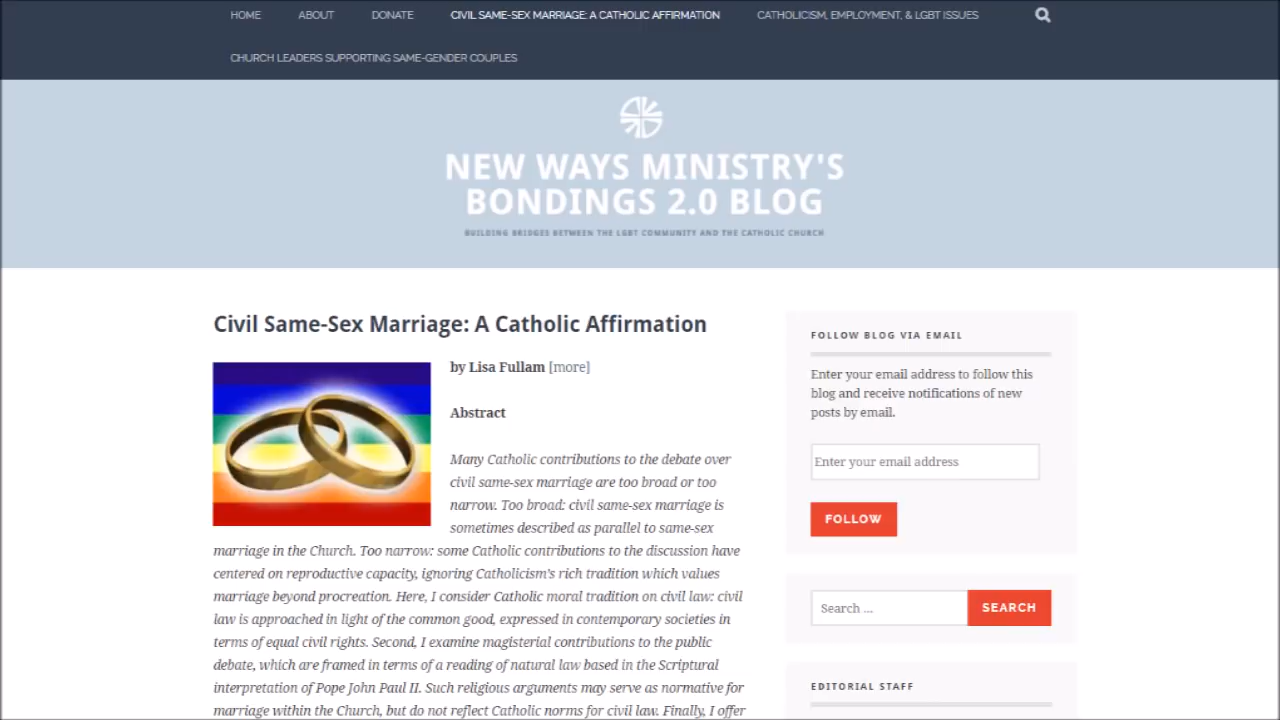 HOME ABOUT DONATE CIVIL SAME-SEX MARRIAGE: A CATHOLIC AFFIRMATION CATHOLICISM, EMPLOYMENT, & LGBT ISSUES
CHURCH LEADERS SUPPORTING SAME-GENDER COUPLES
NEW WAYS MINISTRY'S
BONDINGS 2.0 BLOG
BUILDING BRIDGES BETWEEN THE LGBT COMMUNITY AND THE CATHOLIC CHURCH
Civil Same-Sex Marriage: A Catholic Affirmation
by Lisa Fullam [more]
Abstract
Many Catholic contributions to the debate over
civil same-sex marriage are too broad or too
narrow. Too broad: civil same-sex marriage is
sometimes described as parallel to same-sex
marriage in the Church. Too narrow: some Catholic contributions to the discussion have
centered on reproductive capacity, ignoring Catholicism's rich tradition which values
marriage beyond procreation. Here, I consider Catholic moral tradition on civil law: civil
law is approached in light of the common good, expressed in contemporary societies in
terms of equal civil rights. Second, I examine magisterial contributions to the public
debate, which are framed in terms of a reading of natural law based in the Scriptural
interpretation of Pope John Paul II. Such religious arguments may serve as normative for
marriage within the Church, but do not reflect Catholic norms for civil law. Finally, I offer
FOLLOW BLOG VIA EMAIL
Enter your email address to follow this
blog and receive notifications of new
posts by email.
Enter your email address
FOLLOW
Search ... SEARCH
EDITORIAL STAFF